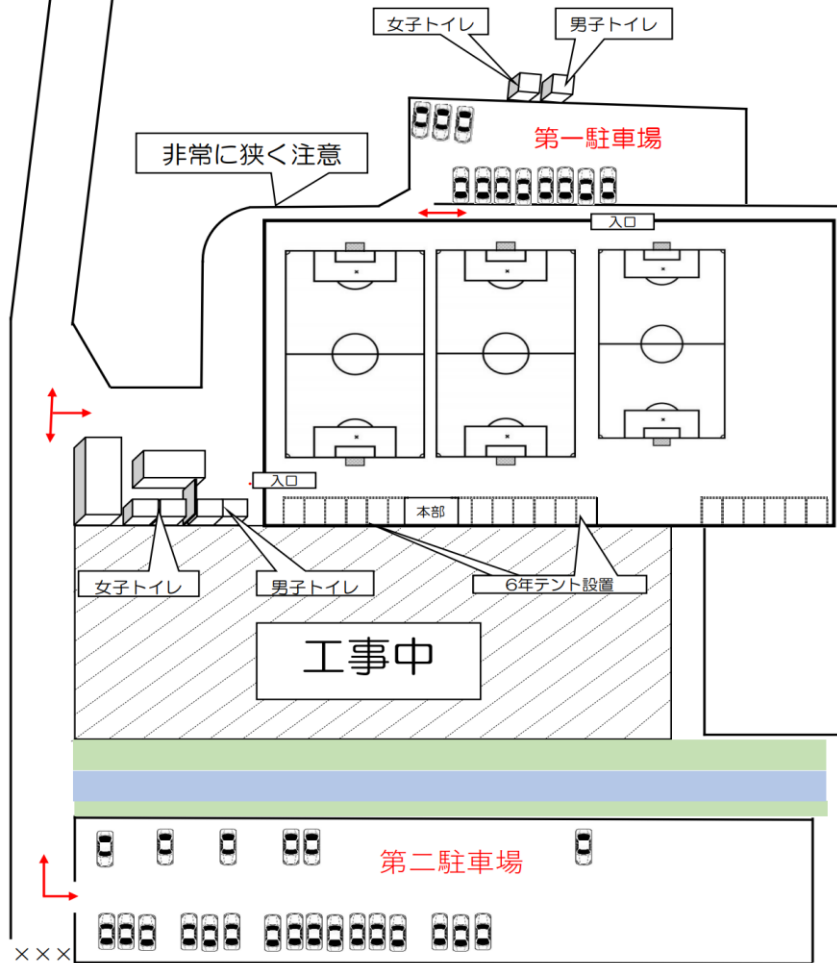 女子トイレ
男子トイレ
第一駐車場
非常に狭く注意
入口
入口
本部
女子トイレ
男子トイレ
6年テント設置
工事中
第二駐車場
×××